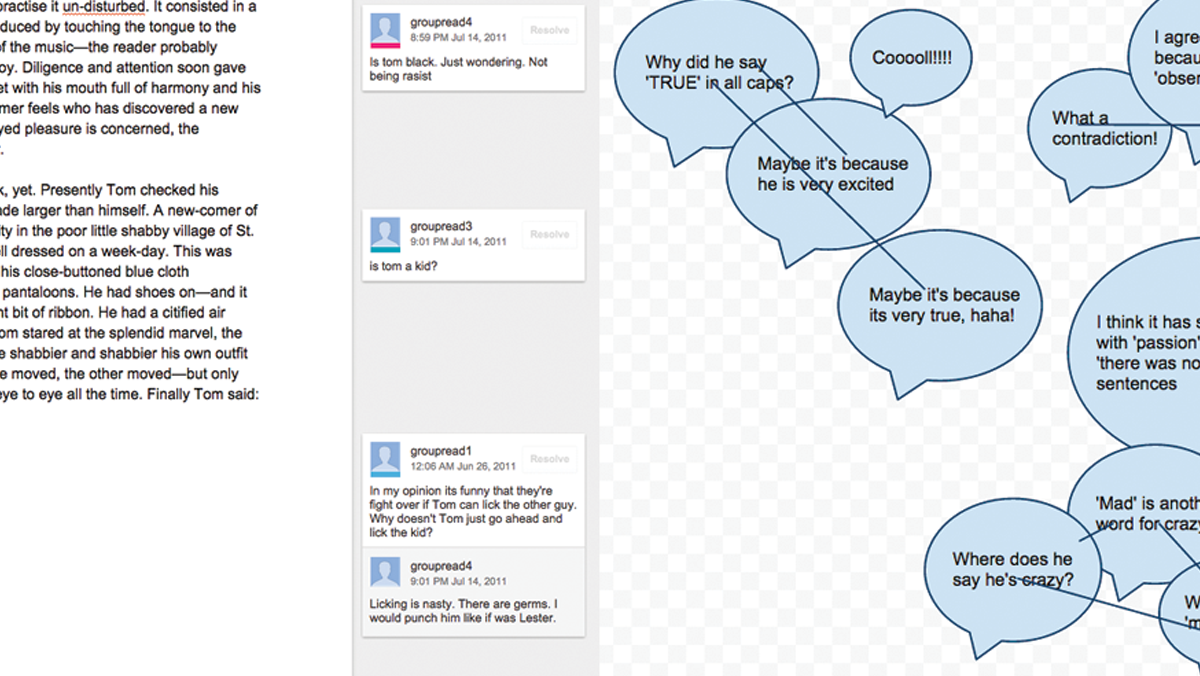 practise it un-disturbed. It consisted in a
duced by touching the tongue to the
of the music—the reader probably
oy. Diligence and attention soon gave
et with his mouth full of harmony and his
mer feels who has discovered a new
yed pleasure is concerned, the
k, yet. Presently Tom checked his
ade larger than himself. A new-comer of
ity in the poor little shabby village of St.
ll dressed on a week-day. This was
his close-buttoned blue cloth
pantaloons. He had shoes on—and it
nt bit of ribbon. He had a citified air
om stared at the splendid marvel, the
e shabbier and shabbier his own outfit
e moved, the other moved—but only
eye to eye all the time. Finally Tom said:
groupread4
8:59 PM Jul 14, 2011
Resolve
Is tom black. Just wondering. Not
being rasist
groupread3
9:01 PM Jul 14, 2011
Resolve
is tom a kid?
groupread1
12:06 AM Jun 26, 2011
Resolve
In my opinion its funny that they're
fight over if Tom can lick the other guy.
Why doesn't Tom just go ahead and
lick the kid?
groupread4
9:01 PM Jul 14, 2011
Licking is nasty. There are germs. I
would punch him like if was Lester.
Why did he say
'TRUE' in all caps?
Cooooll!!!!
Maybe it's because
he is very excited
Maybe it's because
its very true, haha!
I agre
becau
'obser
What a
contradiction!
I think it has s
with 'passion'
'there was no
sentences
'Mad' is anoth
word for crazy
Where does he
say he's crazy?
W
'm